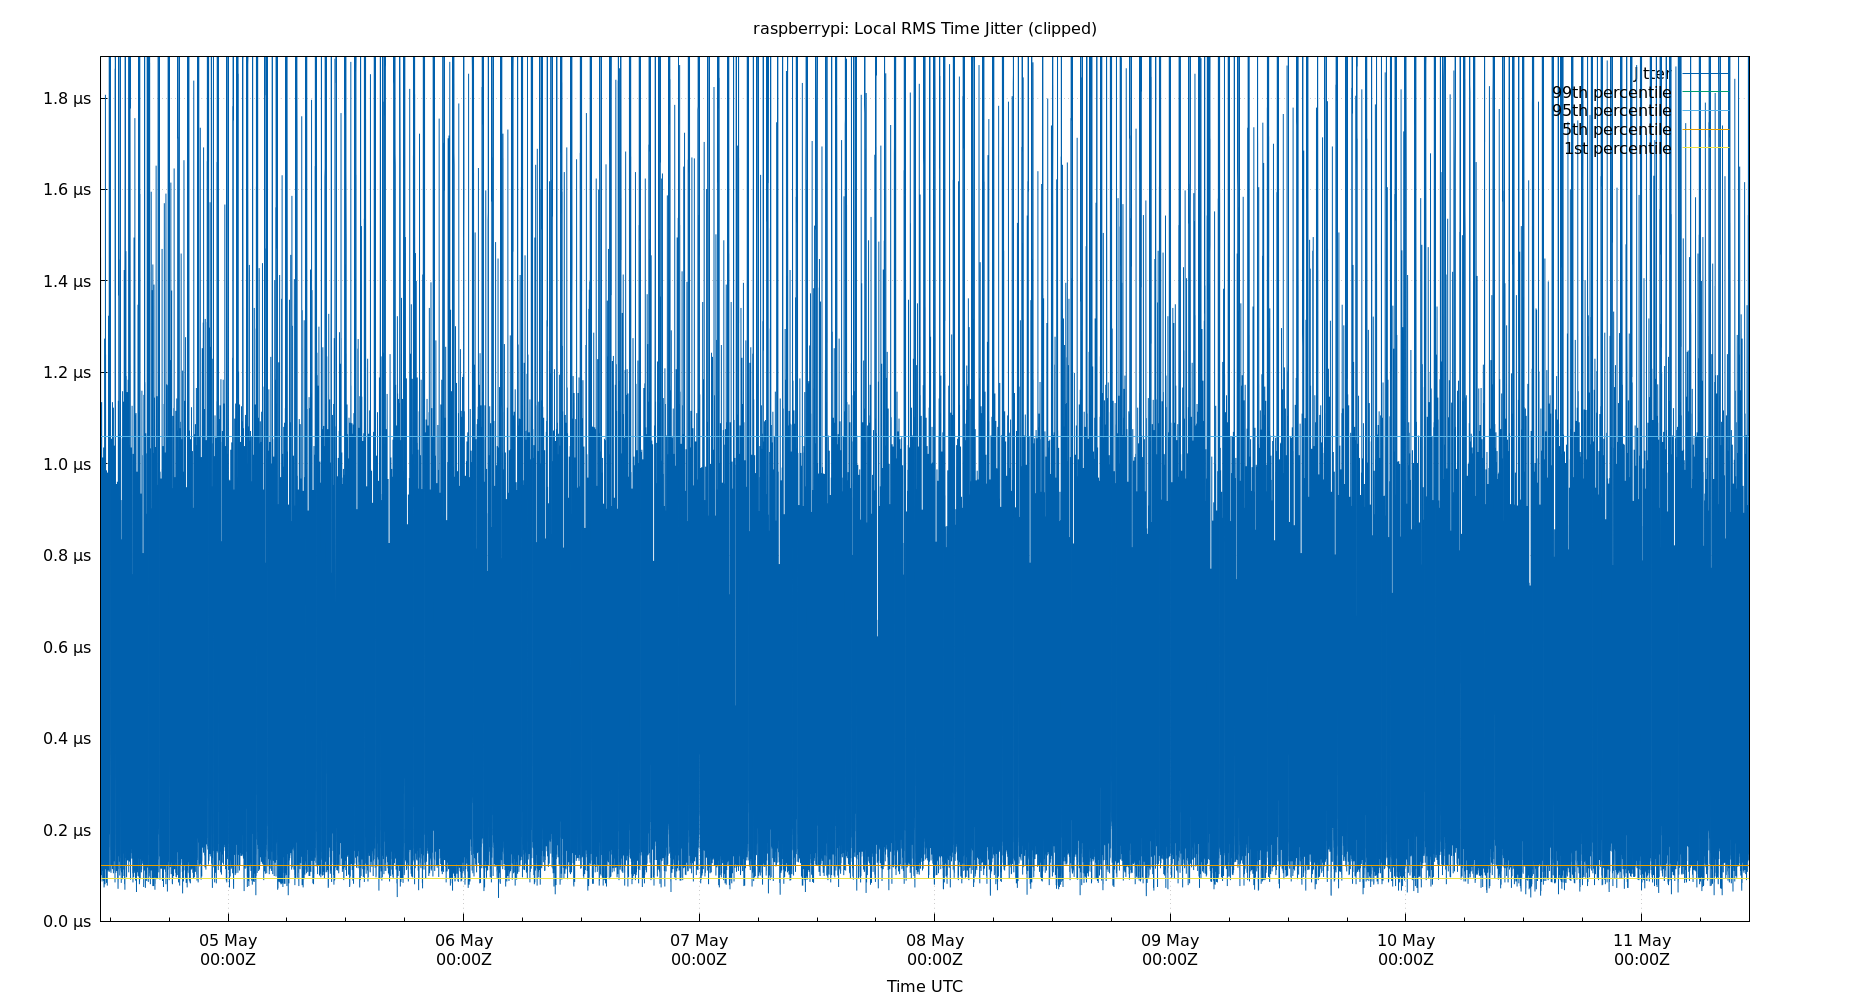 raspberrypi: Local RMS Time Jitter (clipped)
jitter
99th percentile
95th percentile
5th percentile
1st percentile
1.8 µs
1.6 µs
1.4 µs
1.2 µs
1.0 µs
0.8 µs
0.6 µs
0.4 µs
0.2 µs
0.0 µs
05 May 06 May 07 May 08 May 09 May 10 May 11 May
00:00Z 00:00Z 00:00Z 00:00Z 00:00Z 00:00Z 00:00Z
Time UTC